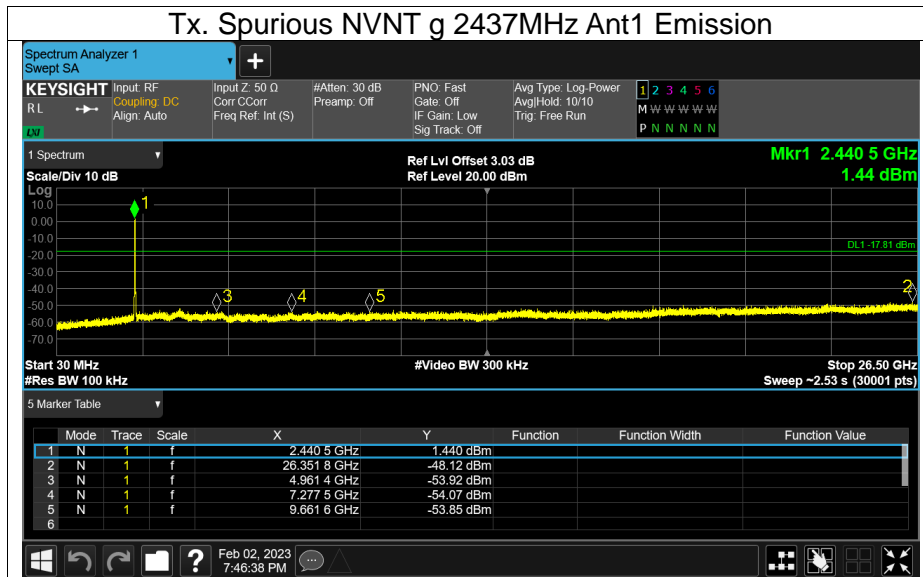 Tx. Spurious NVNT g 2437MHz Ant1 Emission
Spectrum Analyzer 1
Swept SA
+
KEYSIGHT Input: RF Input Z: 50 Ω #Atten: 30 dB PNO: Fast Avg Type: Log-Power 1 2 3 4 5 6
RL Coupling: DC Corr CCorr Preamp: Off Gate: Off Avg|Hold: 10/10 M W W W W W
Align: Auto Freq Ref: Int (S) IF Gain: Low Trig: Free Run
LXI Sig Track: Off P N N N N N
1 Spectrum Ref Lvl Offset 3.03 dB Mkr1 2.440 5 GHz
Scale/Div 10 dB Ref Level 20.00 dBm 1.44 dBm
Log
10.0 1
0.00
-10.0
DL1 -17.81 dBm
-20.0
-30.0
-40.0
3 4 5 2
-50.0
-60.0
-70.0
Start 30 MHz #Video BW 300 kHz Stop 26.50 GHz
#Res BW 100 kHz Sweep ~2.53 s (30001 pts)
5 Marker Table
Mode Trace Scale X Y Function Function Width Function Value
1 N 1 f 2.440 5 GHz 1.440 dBm
2 N 1 f 26.351 8 GHz -48.12 dBm
3 N 1 f 4.961 4 GHz -53.92 dBm
4 N 1 f 7.277 5 GHz -54.07 dBm
5 N 1 f 9.661 6 GHz -53.85 dBm
6
? Feb 02, 2023
7:46:38 PM